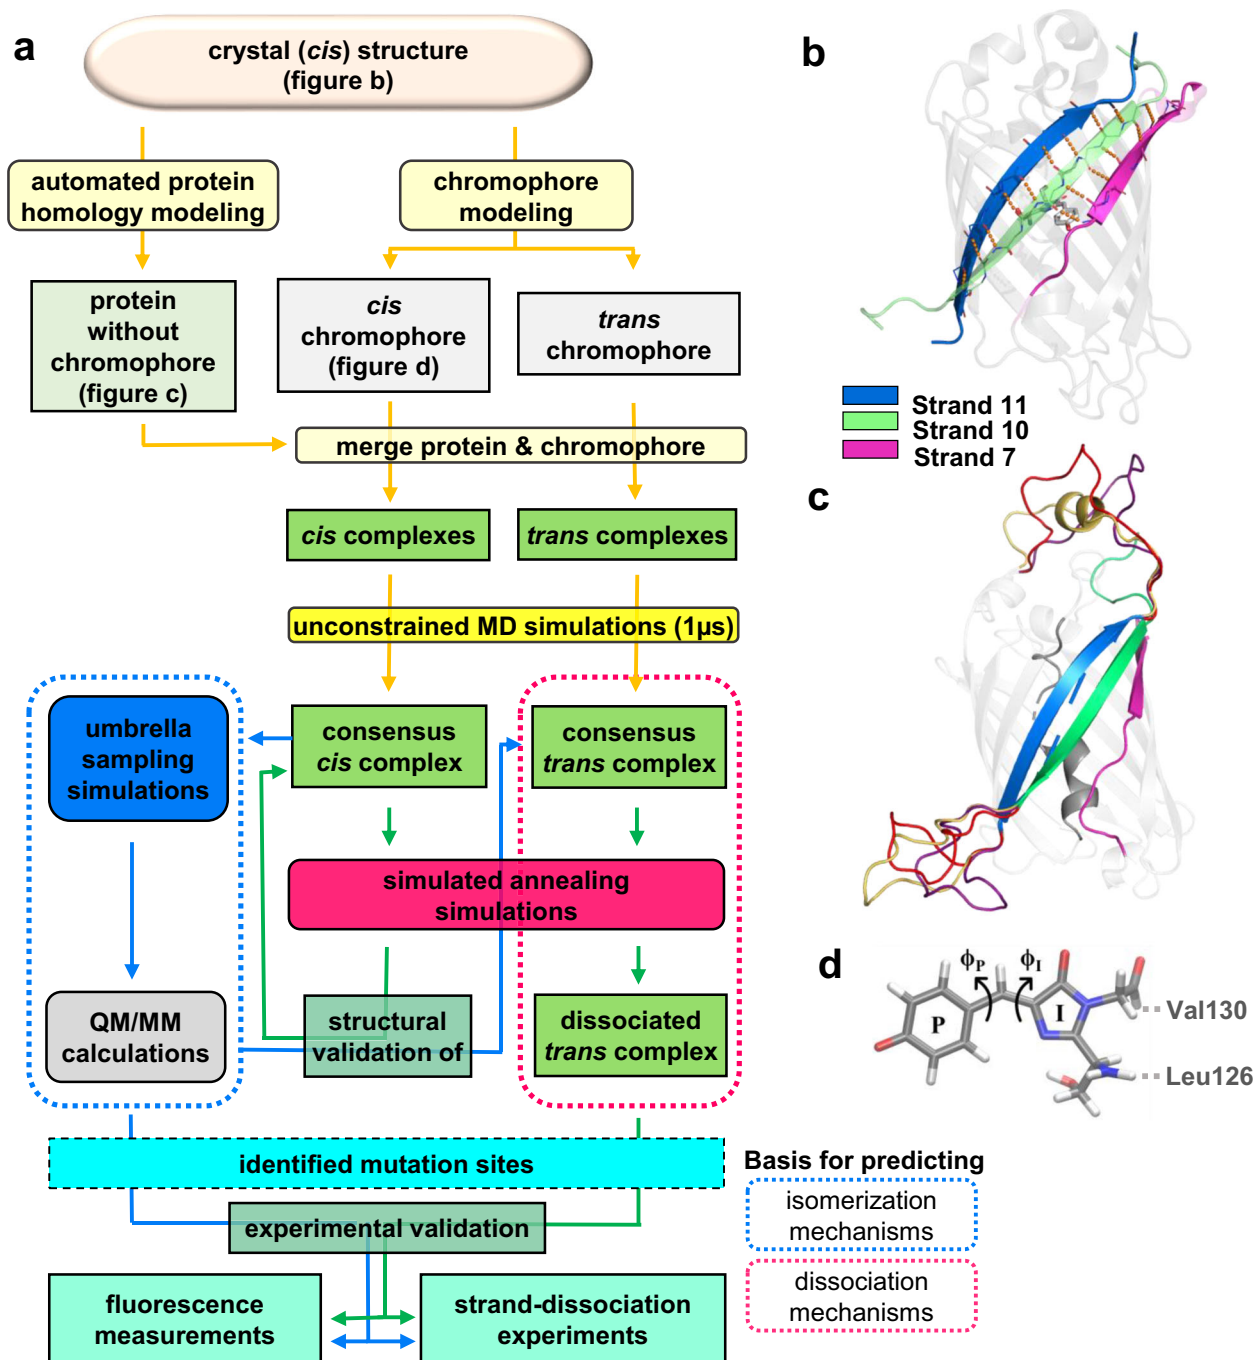 a
crystal (cis) structure
(figure b)
automated protein
homology modeling
chromophore
modeling
protein
without
chromophore
(figure c)
cis
chromophore
(figure d)
trans
chromophore
merge protein & chromophore
cis complexes
trans complexes
unconstrained MD simulations (1µs)
umbrella
sampling
simulations
consensus
cis complex
consensus
trans complex
simulated annealing
simulations
QM/MM
calculations
structural
validation of
dissociated
trans complex
identified mutation sites
experimental validation
fluorescence
measurements
strand-dissociation
experiments
b
Strand 11
Strand 10
Strand 7
c
d
ϕP
ϕI
P
I
Val130
Leu126
Basis for predicting
isomerization
mechanisms
dissociation
mechanisms